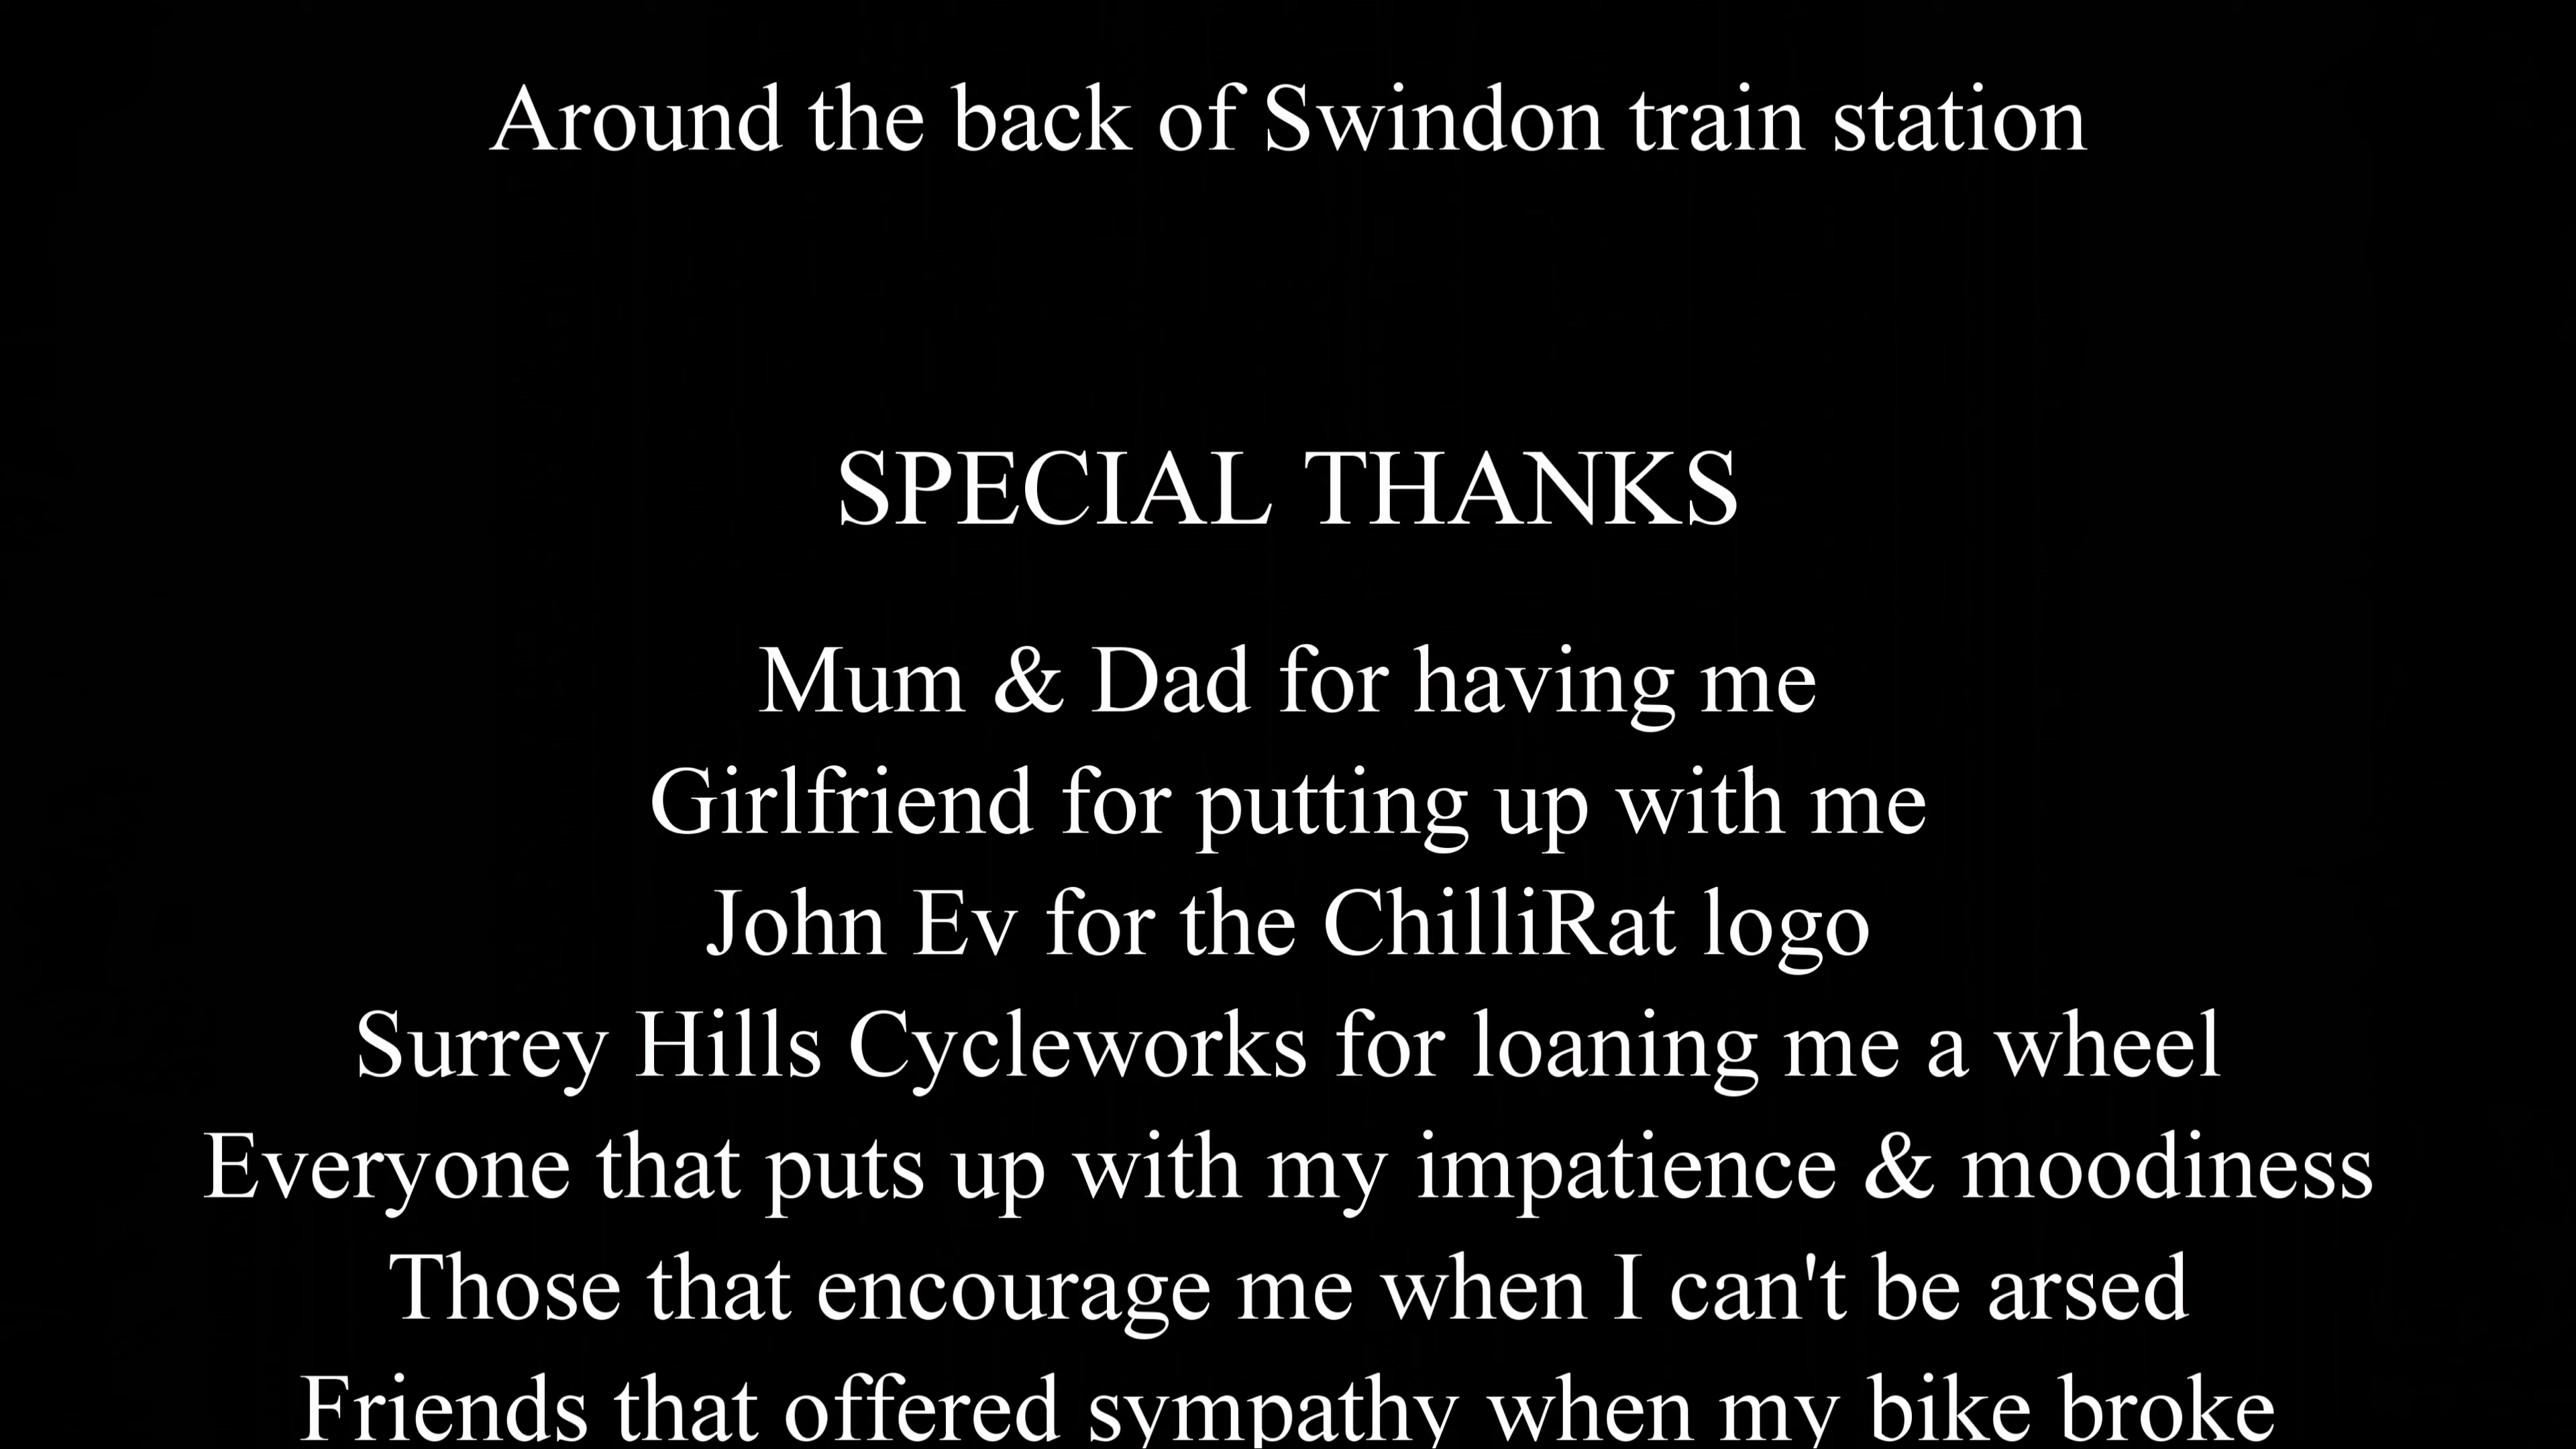 Around the back of Swindon train station
SPECIAL THANKS
Mum & Dad for having me
Girlfriend for putting up with me
John Ev for the ChilliRat logo
Surrey Hills Cycleworks for loaning me a wheel
Everyone that puts up with my impatience & moodiness
Those that encourage me when I can't be arsed
Friends that offered sympathy when my bike broke